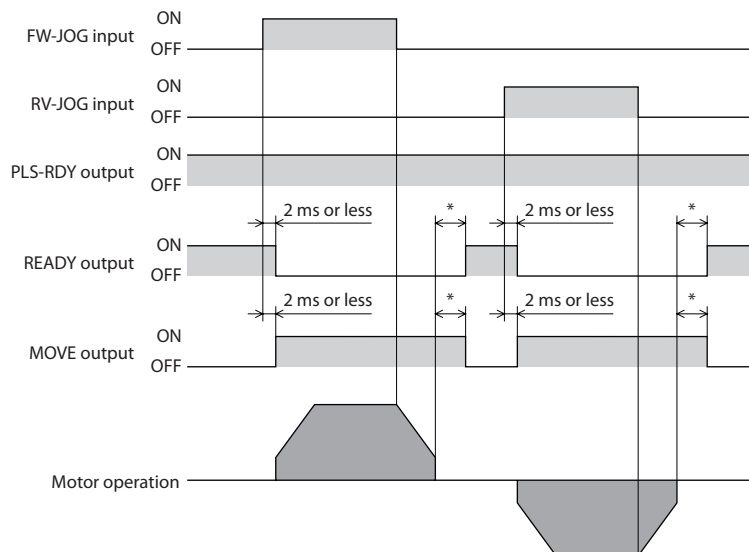 FW-JOG input ON
OFF
RV-JOG input ON
OFF
PLS-RDY output ON
OFF
2 ms or less * 2 ms or less *
READY output ON
OFF
2 ms or less * 2 ms or less *
MOVE output ON
OFF
Motor operation